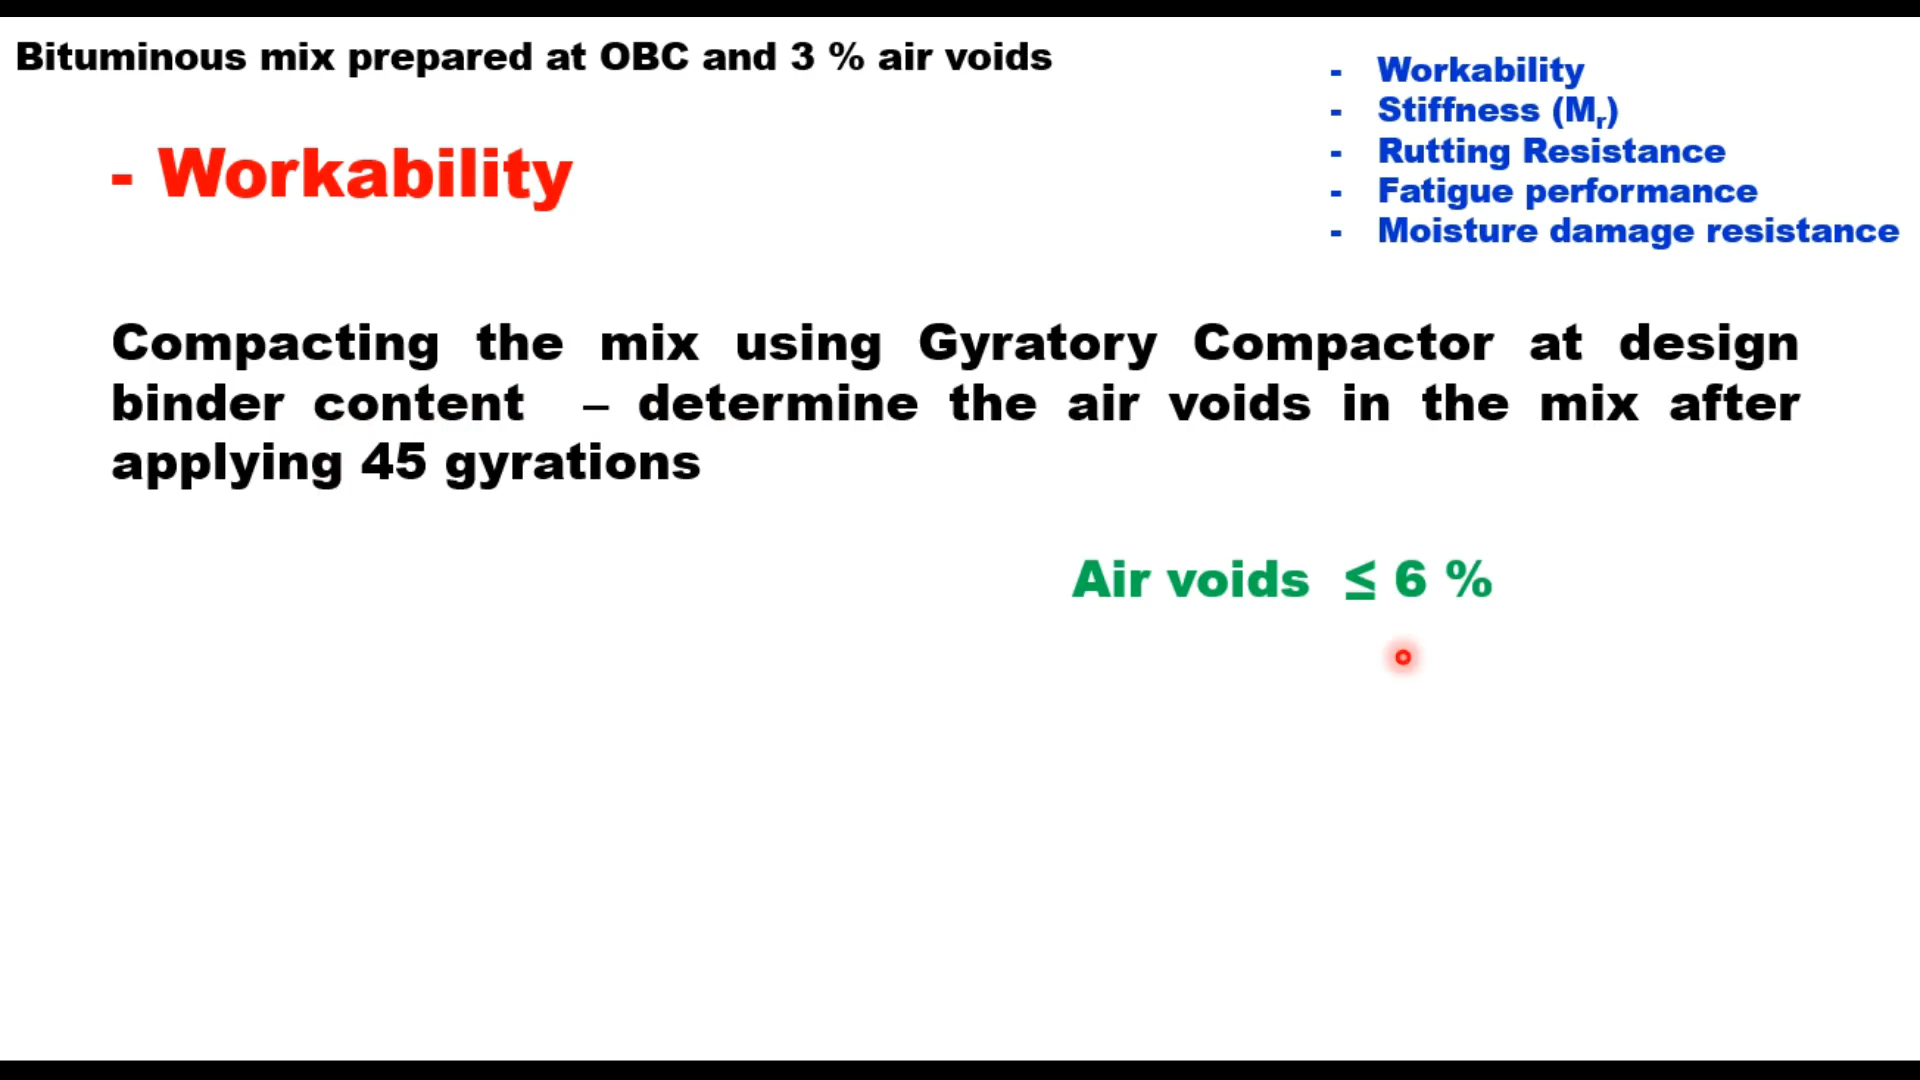 Bituminous mix prepared at OBC and 3 % air voids
- Workability
- Stiffness (Mr)
- Rutting Resistance
- Fatigue performance
- Moisture damage resistance
- Workability
Compacting the mix using Gyratory Compactor at design
binder content – determine the air voids in the mix after
applying 45 gyrations
Air voids ≤ 6 %